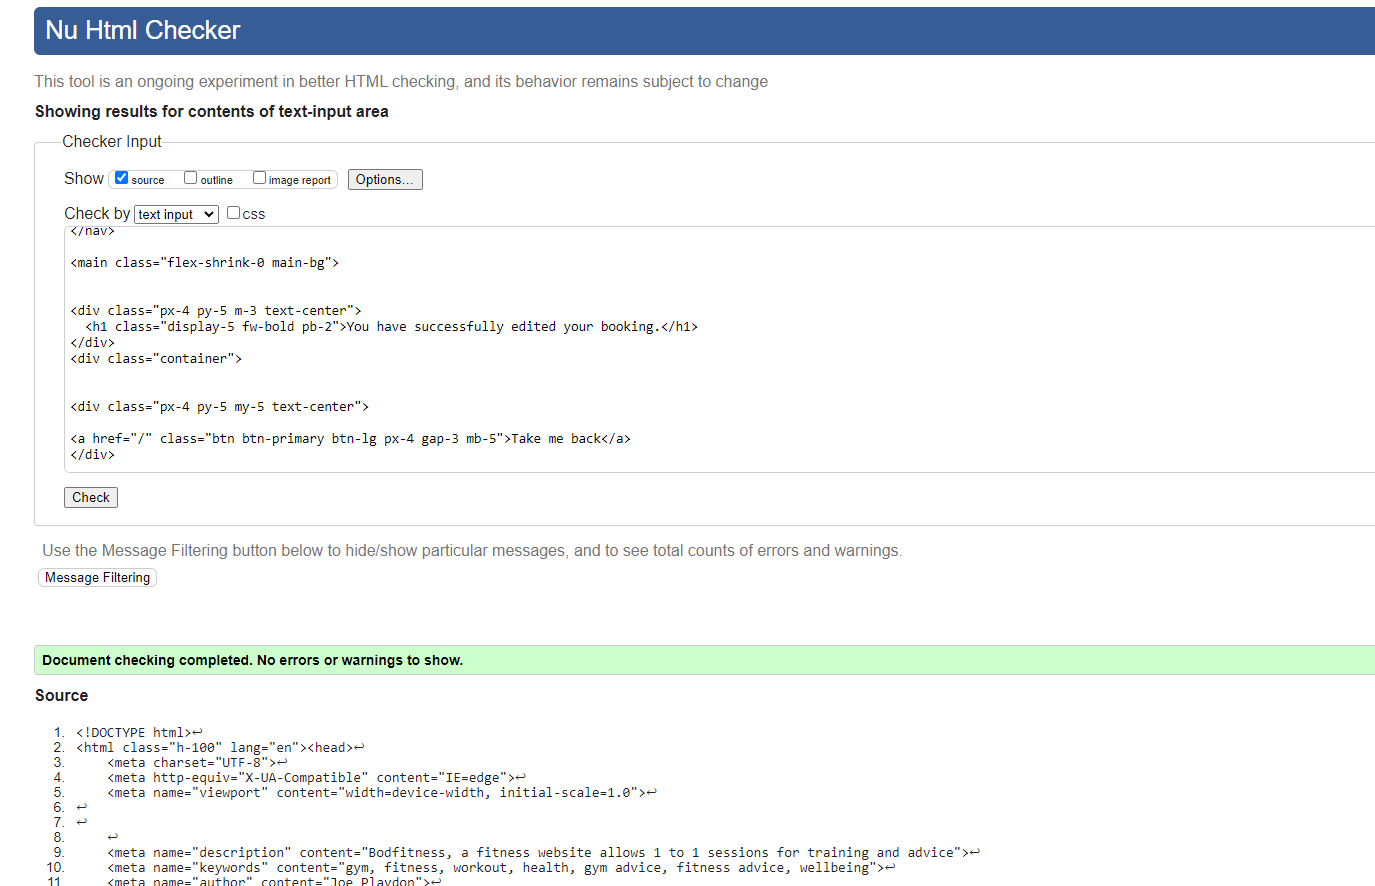 Nu Html Checker
This tool is an ongoing experiment in better HTML checking, and its behavior remains subject to change
Showing results for contents of text-input area
Checker Input
Show source outline image report Options...
Check by text input css
</nav>
<main class="flex-shrink-0 main-bg">
<div class="px-4 py-5 m-3 text-center">
<h1 class="display-5 fw-bold pb-2">You have successfully edited your booking.</h1>
</div>
<div class="container">
<div class="px-4 py-5 my-5 text-center">
<a href="/" class="btn btn-primary btn-lg px-4 gap-3 mb-5">Take me back</a>
</div>
Check
Use the Message Filtering button below to hide/show particular messages, and to see total counts of errors and warnings.
Message Filtering
Document checking completed. No errors or warnings to show.
Source
1. <!DOCTYPE html>↩
2. <html class="h-100" lang="en"><head>↩
3. <meta charset="UTF-8">↩
4. <meta http-equiv="X-UA-Compatible" content="IE=edge">↩
5. <meta name="viewport" content="width=device-width, initial-scale=1.0">↩
6. ↩
7. ↩
8. ↩
9. <meta name="description" content="Bodfitness, a fitness website allows 1 to 1 sessions for training and advice">↩
10. <meta name="keywords" content="gym, fitness, workout, health, gym advice, fitness advice, wellbeing">↩
11. <meta name="author" content="Joe Playdon">↩